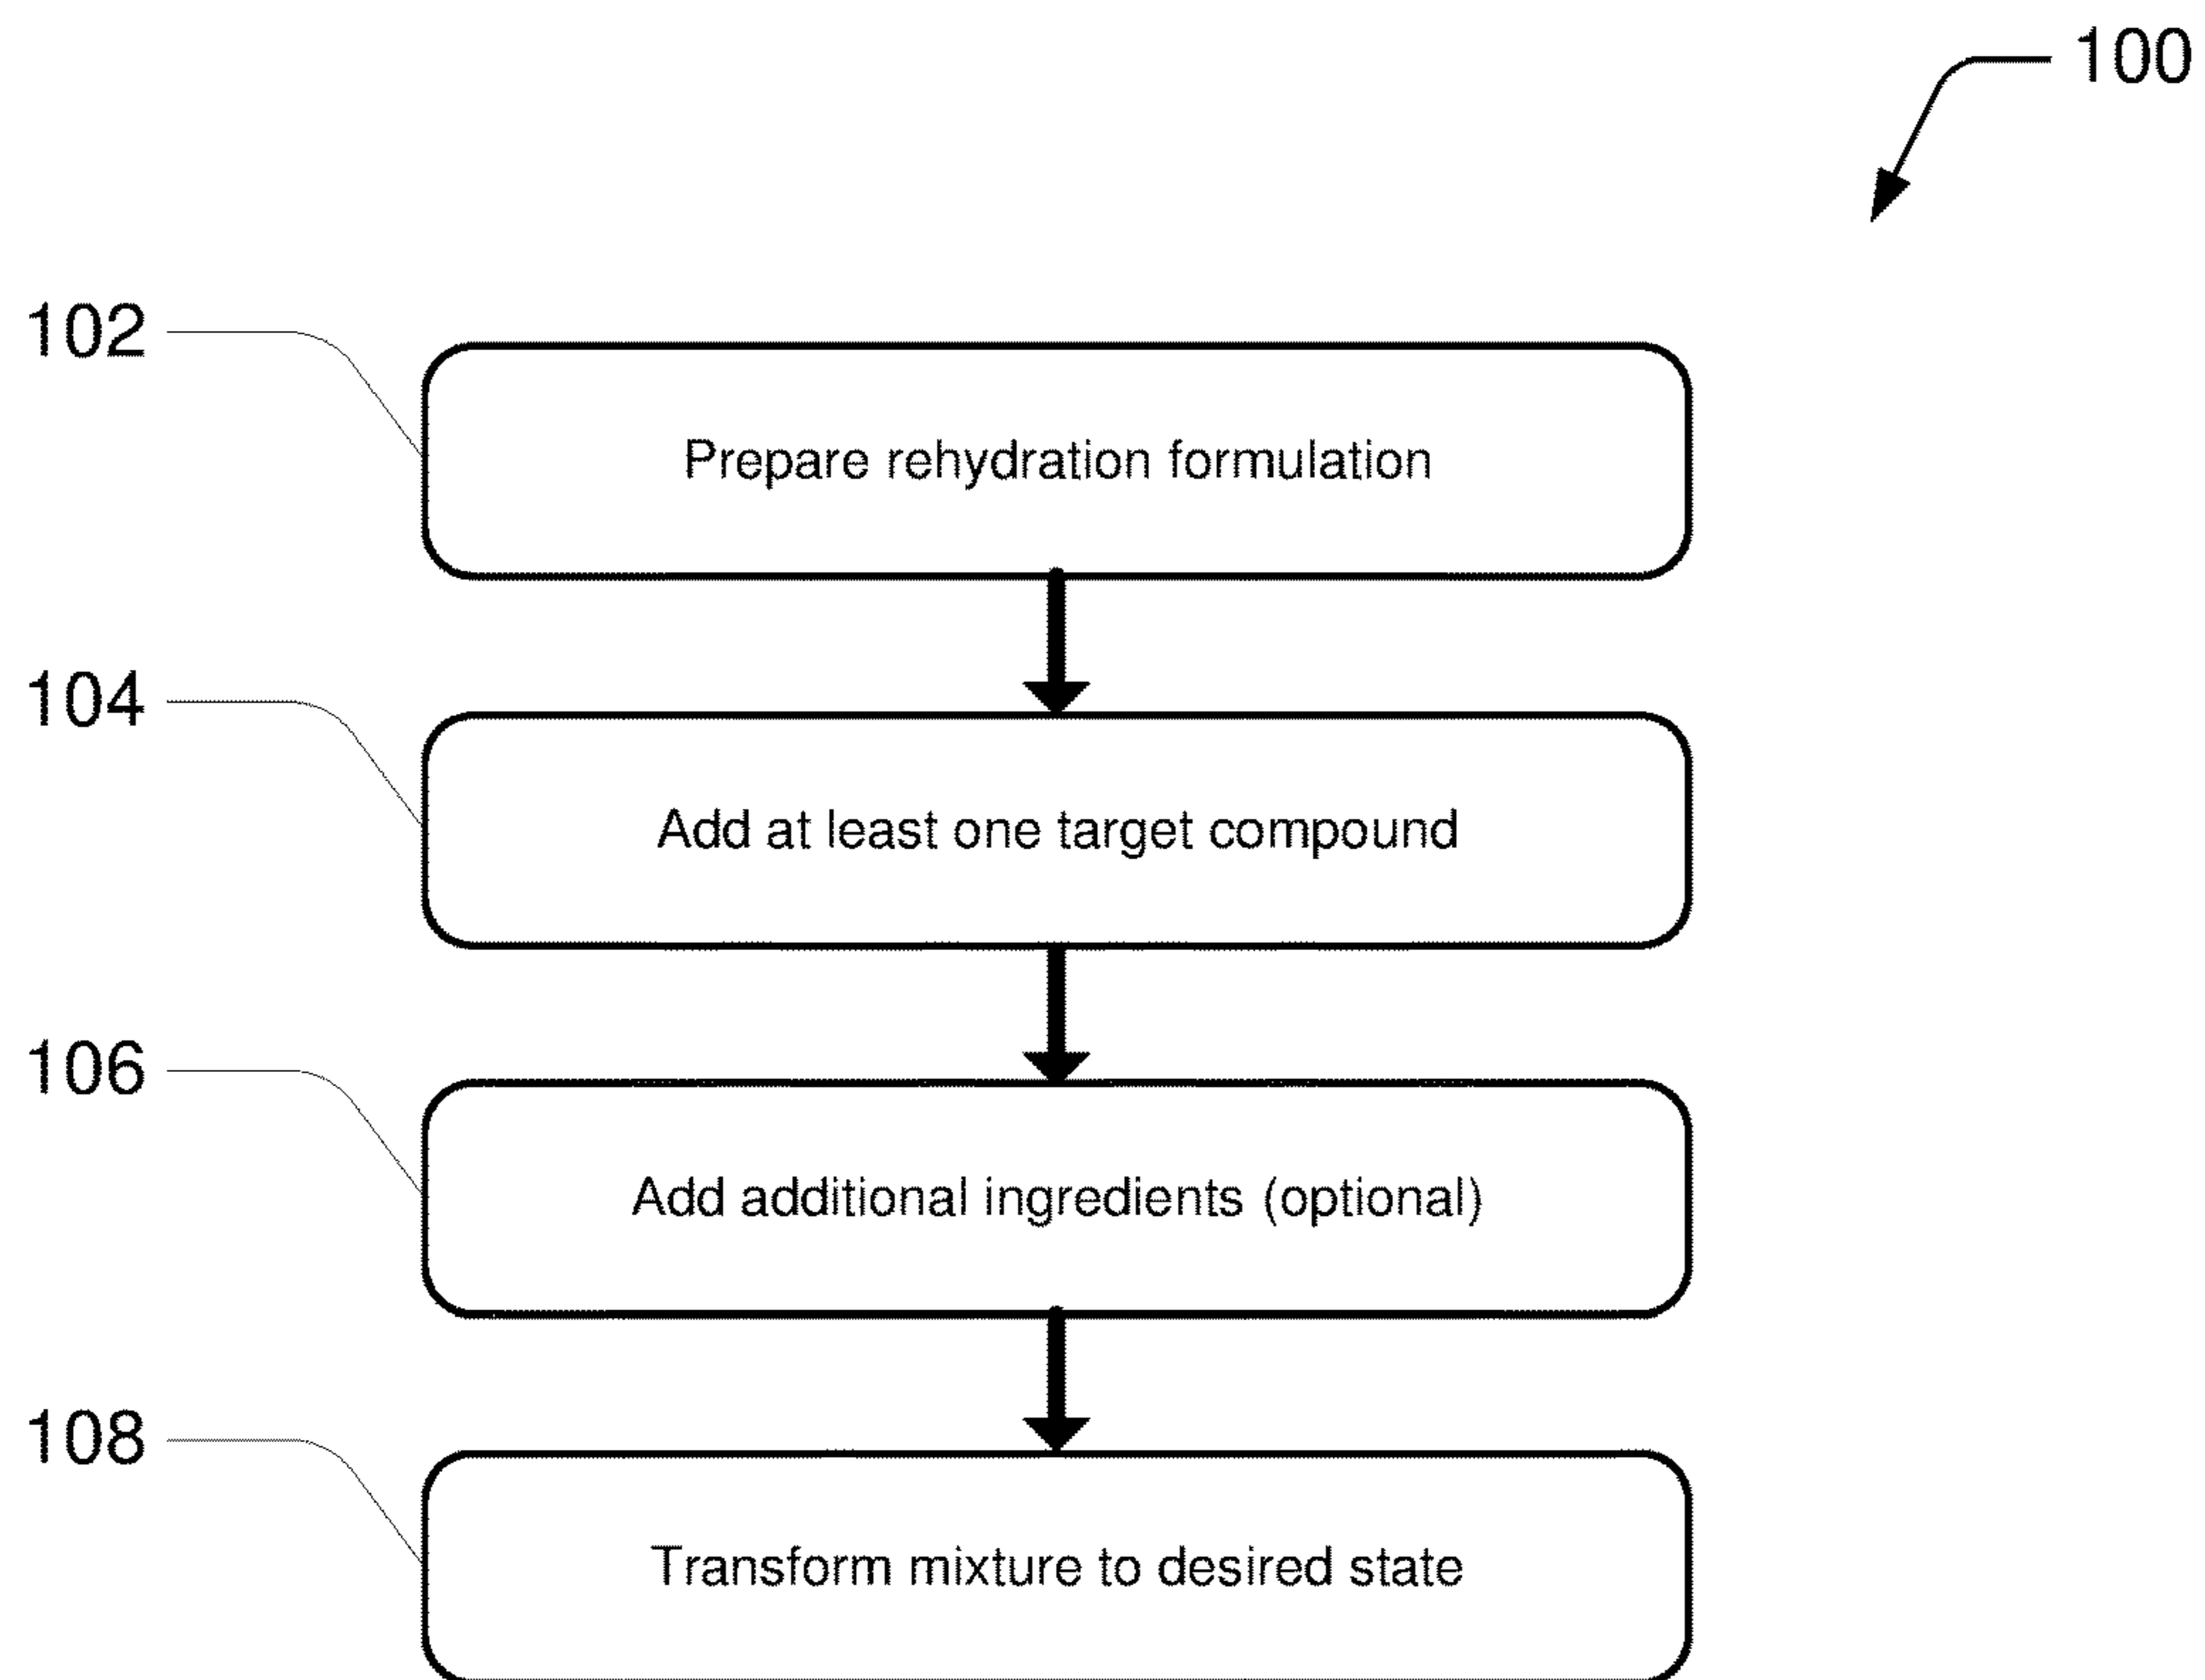 100
102
Prepare rehydration formulation
104
Add at least one target compound
106
Add additional ingredients (optional)
108
Transform mixture to desired state